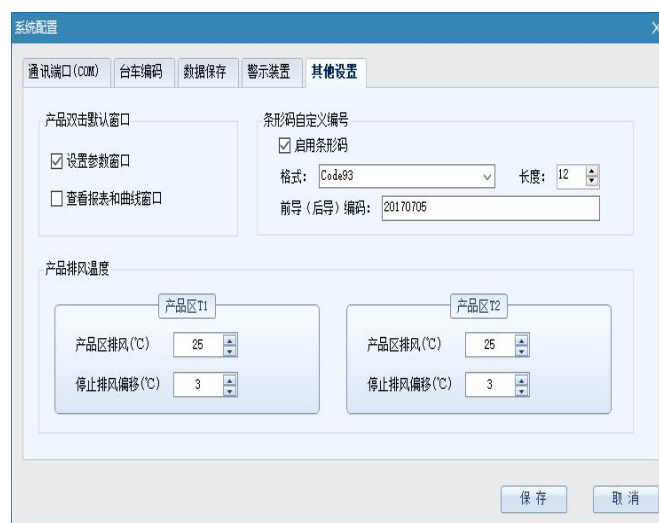 系统配置
通讯端口(COM) 台车编码 数据保存 警示装置 其他设置
产品双击默认窗口
设置参数窗口
查看报表和曲线窗口
条形码自定义编号
启用条形码
格式： Code93 长度： 12
前导（后导）编码： 20170705
产品排风温度
产品区T1
产品区排风(℃) 25
停止排风偏移(℃) 3
产品区T2
产品区排风(℃) 25
停止排风偏移(℃) 3
保存 取消